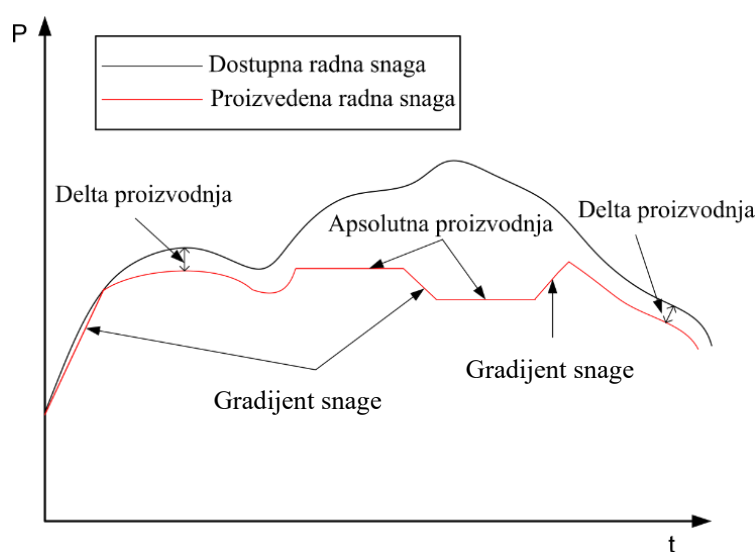 P
Dostupna radna snaga
Proizvedena radna snaga
Delta proizvodnja
Apsolutna proizvodnja
Delta proizvodnja
Gradijent snage
Gradijent snage
t